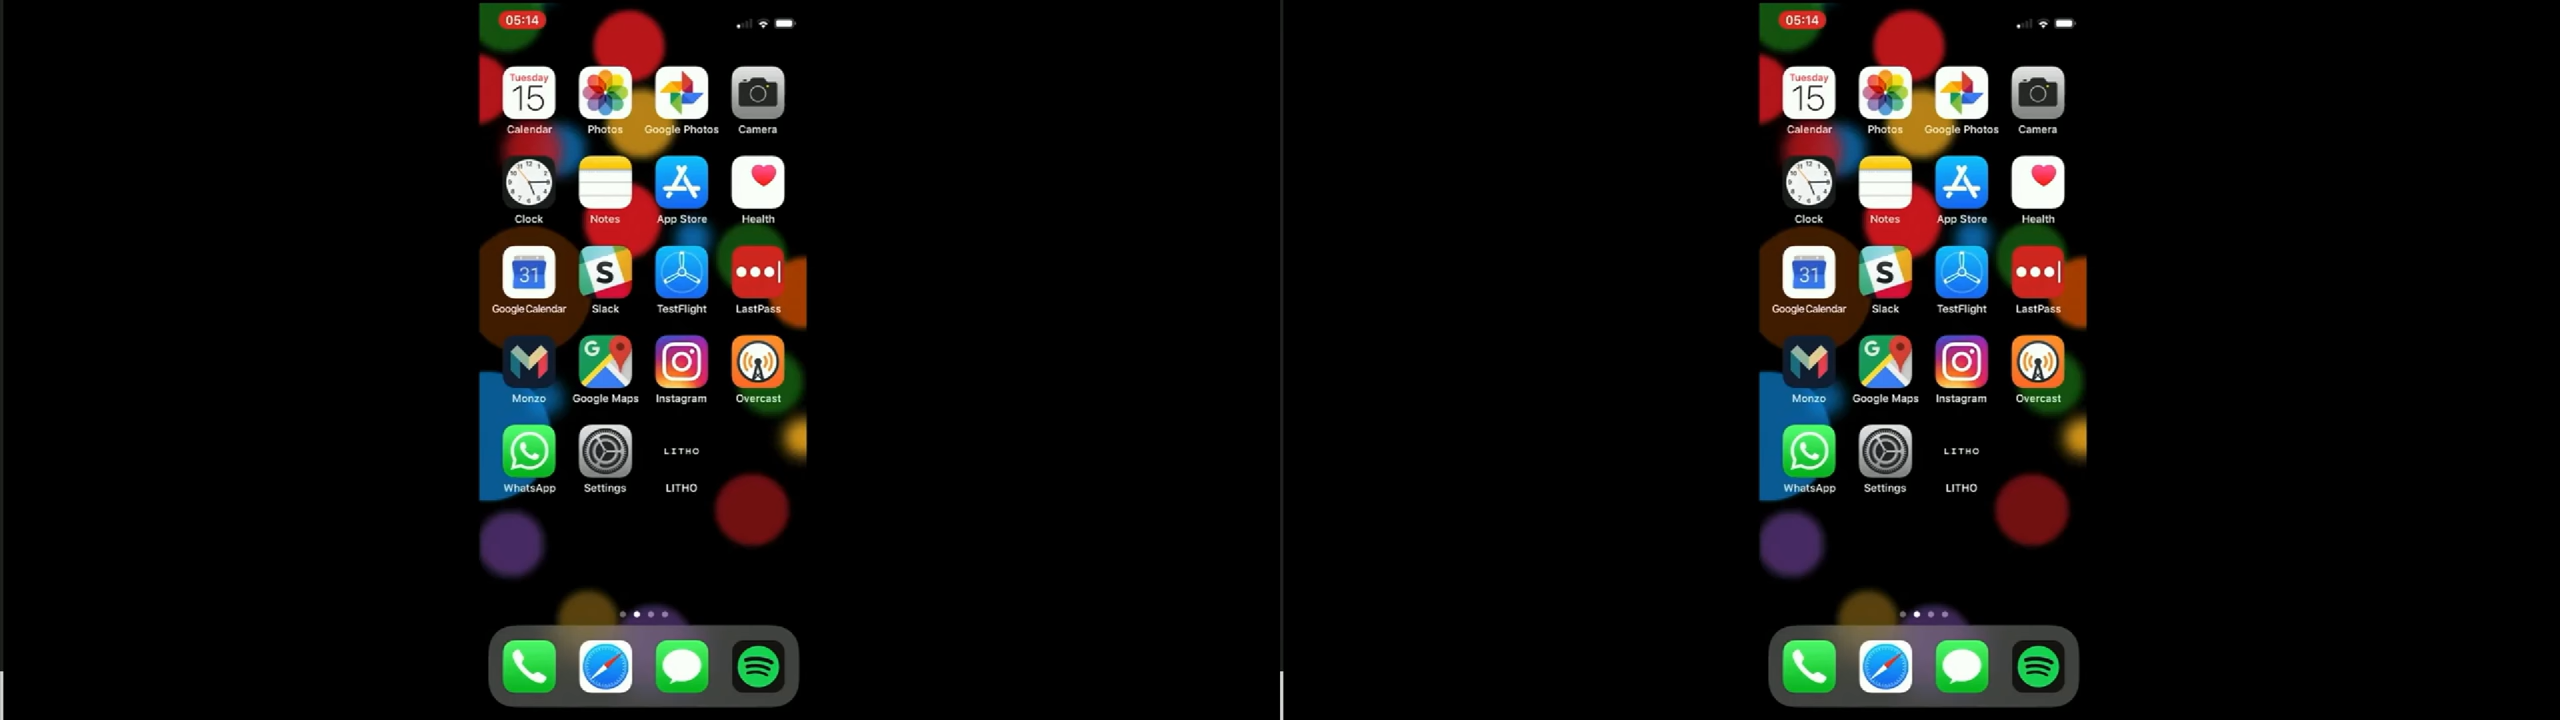 05:14
Tuesday
15
Calendar Photos Google Photos Camera
Clock Notes App Store Health
31
S
Google Calendar Slack TestFlight LastPass
G
Monzo Google Maps Instagram Overcast
LITHO
WhatsApp Settings LITHO
05:14
Tuesday
15
Calendar Photos Google Photos Camera
Clock Notes App Store Health
31
S
Google Calendar Slack TestFlight LastPass
G
Monzo Google Maps Instagram Overcast
LITHO
WhatsApp Settings LITHO